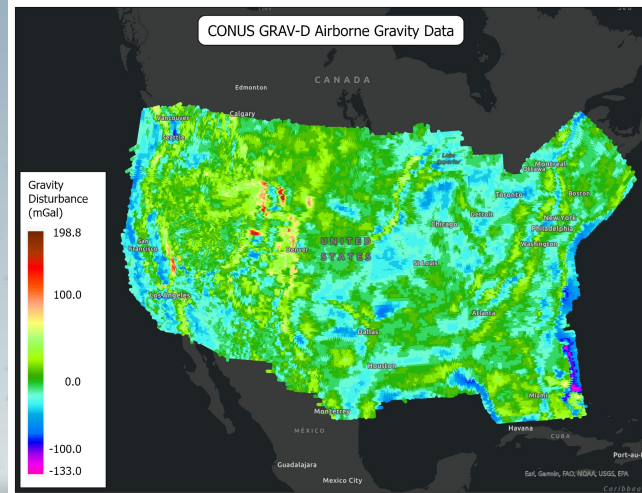 CONUS GRAV-D Airborne Gravity Data
CANADA
Edmonton
Calgary
Vancouver
Seattle
Lake
Superior
Montreal
Ottawa
Toronto
Boston
Detroit
Chicago
New York
Philadelphia
Washington
San
Francisco
Denver
UNITED
STATES
St Louis
Los Angeles
Atlanta
Dallas
Houston
Miami
Monterrey
Havana
MÉXICO
CUBA
Guadalajara
Mexico City
Port-au-
Esri, Garmin, FAO, NOAA, USGS, EPA
Caribbea
Gravity
Disturbance
(mGal)
198.8
100.0
0.0
-100.0
-133.0